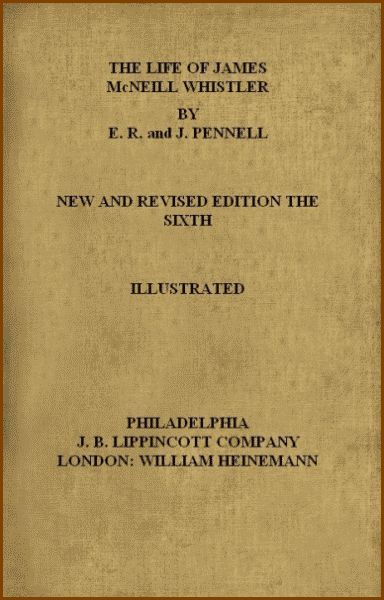 THE LIFE OF JAMES
McNEILL WHISTLER
BY
E. R. and J. PENNELL
NEW AND REVISED EDITION THE
SIXTH
ILLUSTRATED
PHILADELPHIA
J. B. LIPPINCOTT COMPANY
LONDON: WILLIAM HEINEMANN